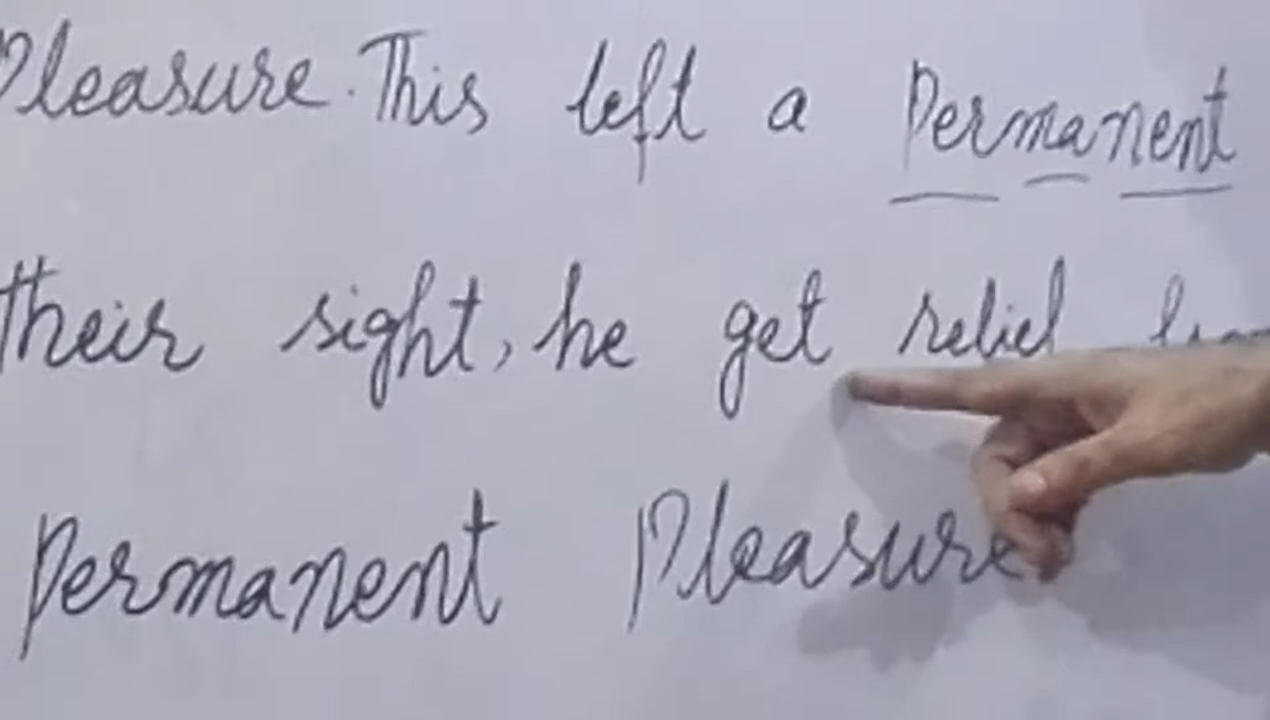 Pleasure. This left a Permanent
their sight, he get relief
Permanent Pleasure